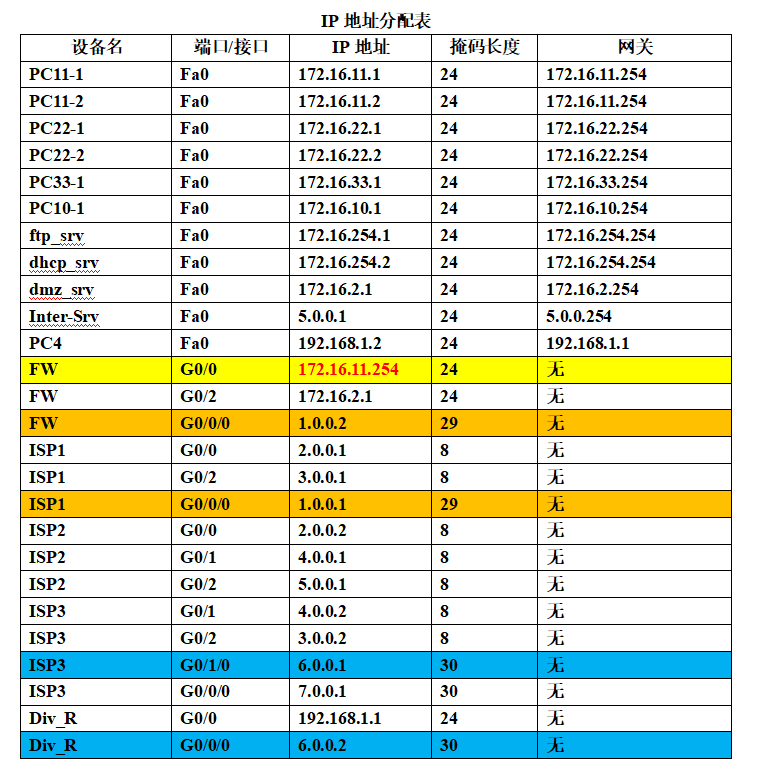 IP 地址分配表
设备名 端口/接口 IP 地址 掩码长度 网关
PC11-1 Fa0 172.16.11.1 24 172.16.11.254
PC11-2 Fa0 172.16.11.2 24 172.16.11.254
PC22-1 Fa0 172.16.22.1 24 172.16.22.254
PC22-2 Fa0 172.16.22.2 24 172.16.22.254
PC33-1 Fa0 172.16.33.1 24 172.16.33.254
PC10-1 Fa0 172.16.10.1 24 172.16.10.254
ftp_srv Fa0 172.16.254.1 24 172.16.254.254
dhcp_srv Fa0 172.16.254.2 24 172.16.254.254
dmz_srv Fa0 172.16.2.1 24 172.16.2.254
Inter-Srv Fa0 5.0.0.1 24 5.0.0.254
PC4 Fa0 192.168.1.2 24 192.168.1.1
FW G0/0 172.16.11.254 24 无
FW G0/2 172.16.2.1 24 无
FW G0/0/0 1.0.0.2 29 无
ISP1 G0/0 2.0.0.1 8 无
ISP1 G0/2 3.0.0.1 8 无
ISP1 G0/0/0 1.0.0.1 29 无
ISP2 G0/0 2.0.0.2 8 无
ISP2 G0/1 4.0.0.1 8 无
ISP2 G0/2 5.0.0.1 8 无
ISP3 G0/1 4.0.0.2 8 无
ISP3 G0/2 3.0.0.2 8 无
ISP3 G0/1/0 6.0.0.1 30 无
ISP3 G0/0/0 7.0.0.1 30 无
Div_R G0/0 192.168.1.1 24 无
Div_R G0/0/0 6.0.0.2 30 无